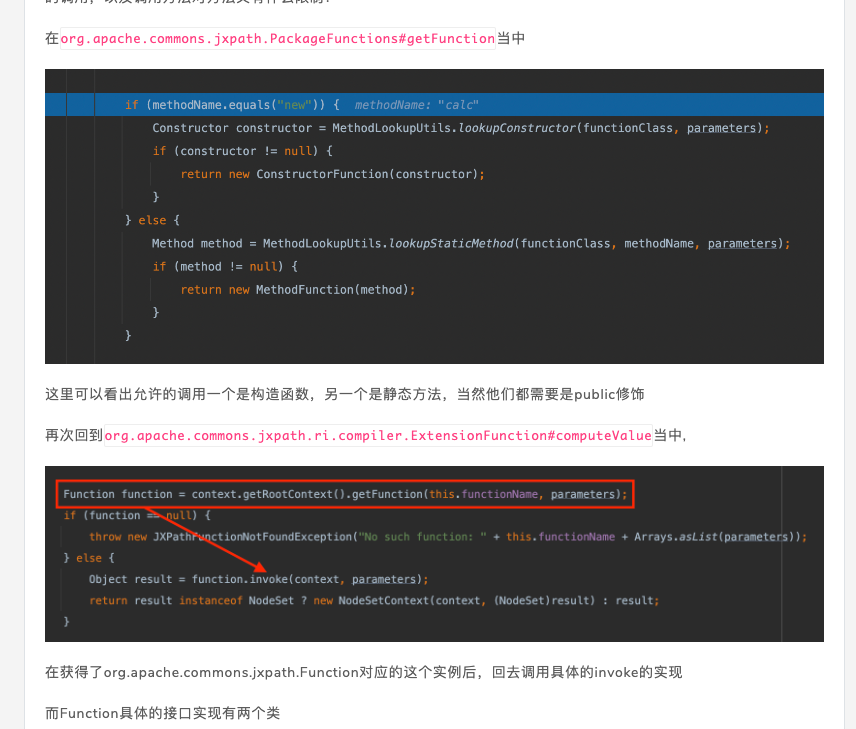 在org.apache.commons.jxpath.PackageFunctions#getFunction当中
if (methodName.equals("new")) {  methodName: "calc"
Constructor constructor = MethodLookupUtils.lookupConstructor(functionClass, parameters);
if (constructor != null) {
return new ConstructorFunction(constructor);
}
} else {
Method method = MethodLookupUtils.lookupStaticMethod(functionClass, methodName, parameters);
if (method != null) {
return new MethodFunction(method);
}
}
这里可以看出允许的调用一个是构造函数，另一个是静态方法，当然他们都需要是public修饰
再次回到org.apache.commons.jxpath.ri.compiler.ExtensionFunction#computeValue当中,
Function function = context.getRootContext().getFunction(this.functionName, parameters);
if (function == null) {
throw new JXPathFunctionNotFoundException("No such function: " + this.functionName + Arrays.asList(parameters));
} else {
Object result = function.invoke(context, parameters);
return result instanceof NodeSet ? new NodeSetContext(context, (NodeSet)result) : result;
}
在获得了org.apache.commons.jxpath.Function对应的这个实例后，回去调用具体的invoke的实现
而Function具体的接口实现有两个类